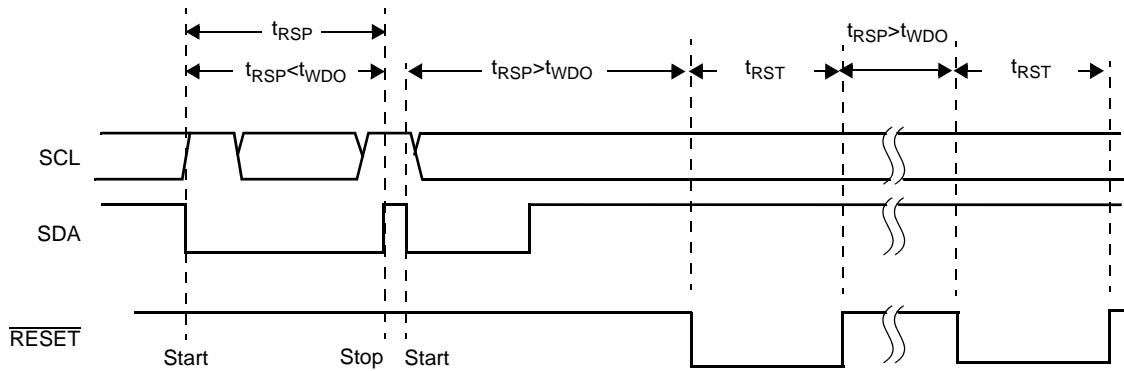 tRSP
tRSP<tWDO
tRSP>tWDO
tRST
tRSP>tWDO
tRST
SCL
SDA
RESET
Start
Stop
Start